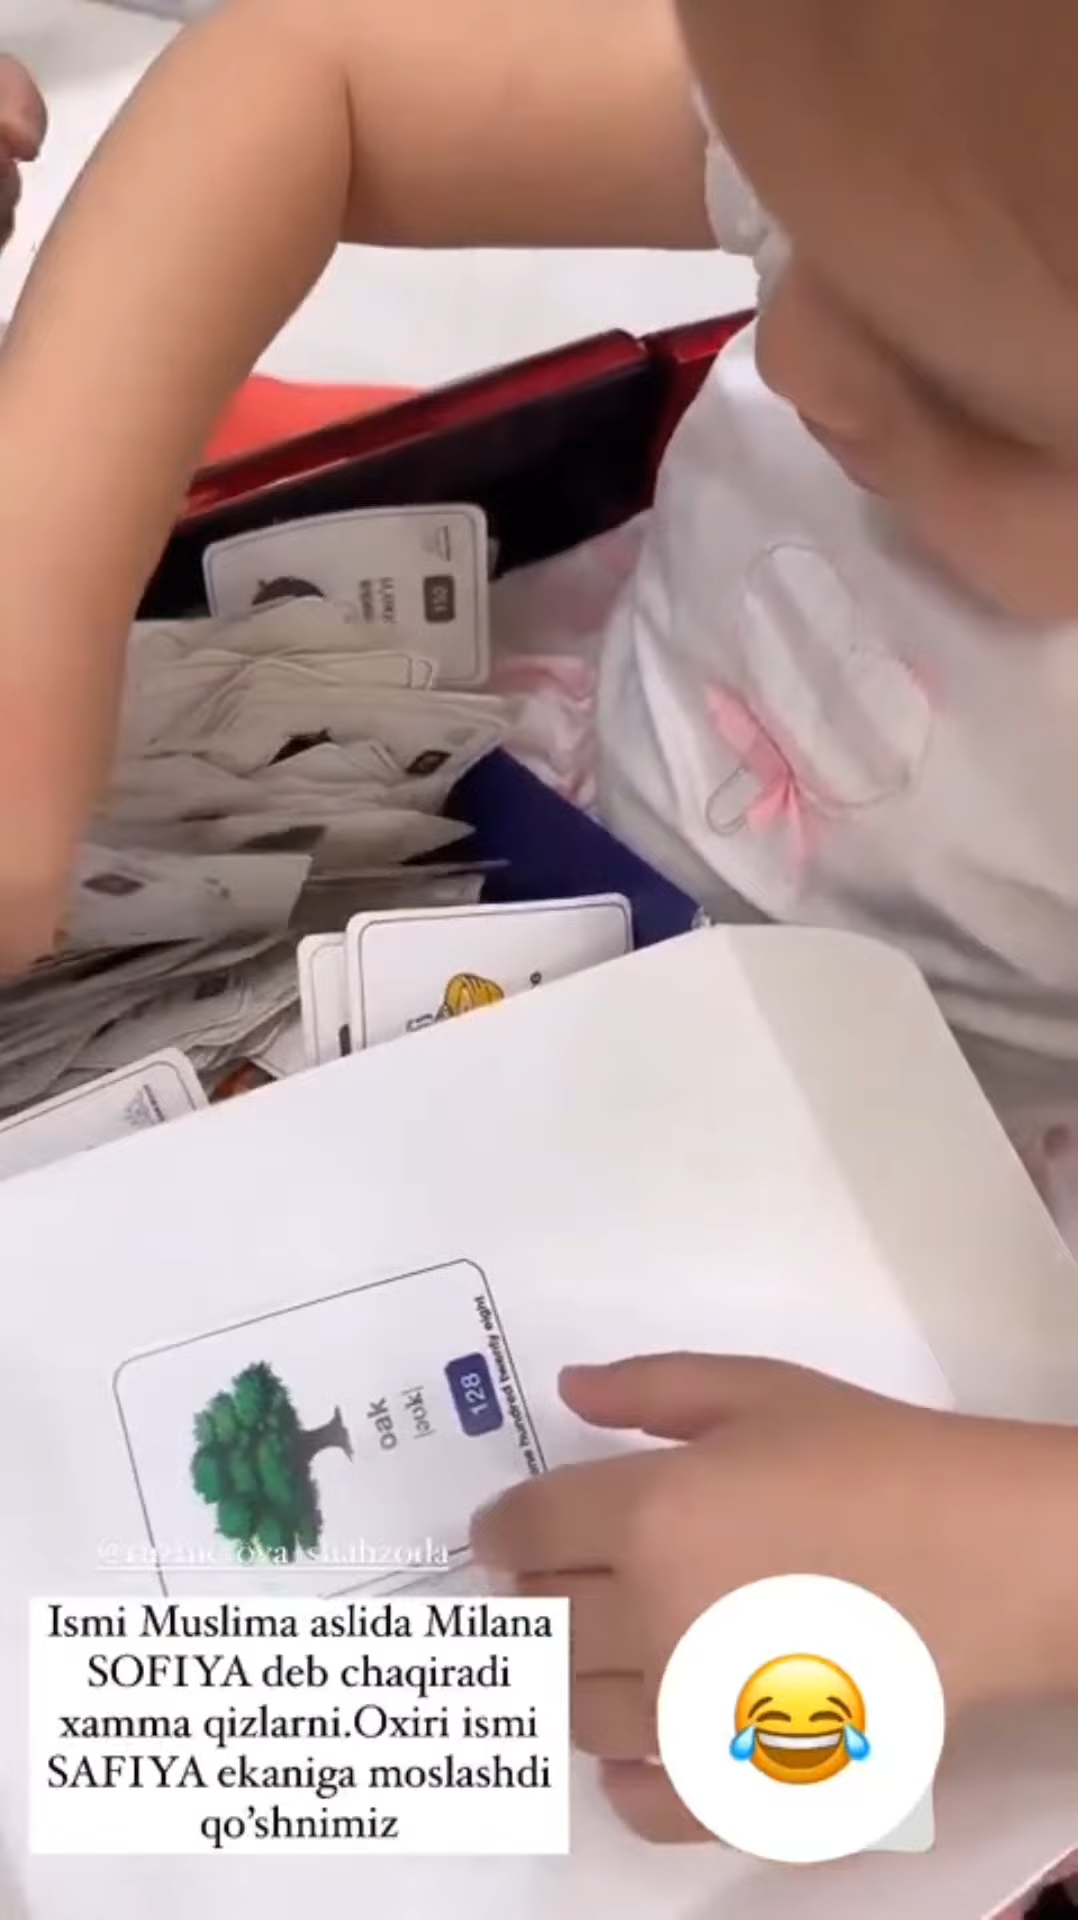 one hundred twenty eight
128
oak
Ismi Muslima aslida Milana
SOFIYA deb chaqiradi
xamma qizlarni.Oxiri ismi
SAFIYA ekaniga moslashdi
qo’shnimiz